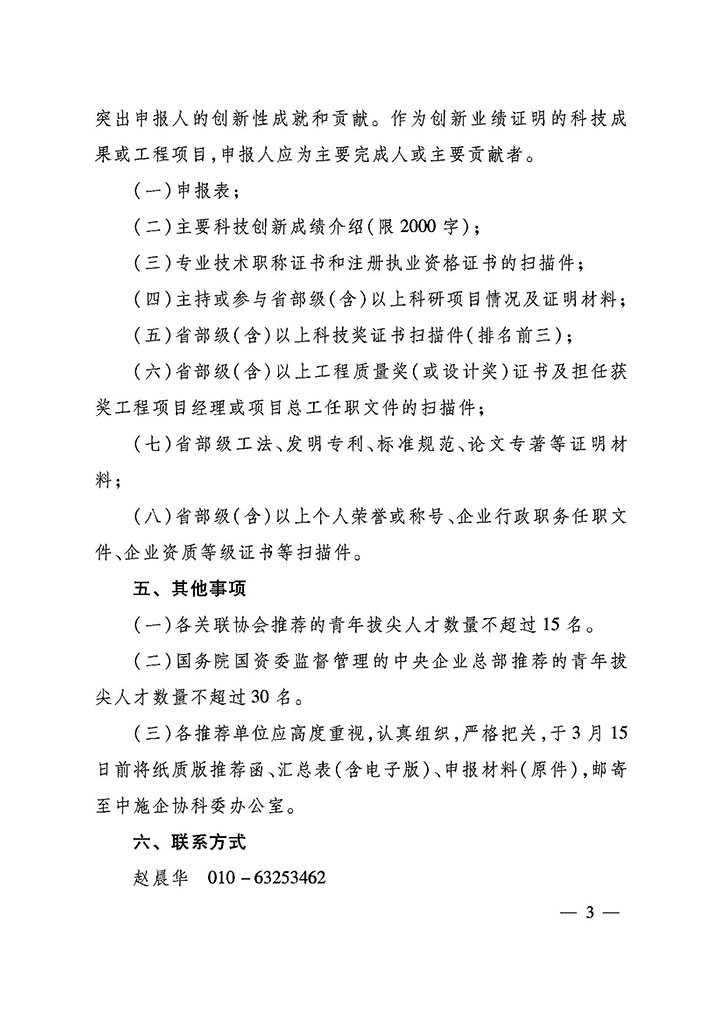 突出申报人的创新性成就和贡献。作为创新业绩证明的科技成
果或工程项目,申报人应为主要完成人或主要贡献者。
(一)申报表;
(二)主要科技创新成绩介绍(限 2000 字);
(三)专业技术职称证书和注册执业资格证书的扫描件;
(四)主持或参与省部级(含)以上科研项目情况及证明材料;
(五)省部级(含)以上科技奖证书扫描件(排名前三);
(六)省部级(含)以上工程质量奖(或设计奖)证书及担任获
奖工程项目经理或项目总工任职文件的扫描件;
(七)省部级工法、发明专利、标准规范、论文专著等证明材
料;
(八)省部级(含)以上个人荣誉或称号、企业行政职务任职文
件、企业资质等级证书等扫描件。
五、其他事项
(一)各关联协会推荐的青年拔尖人才数量不超过 15 名。
(二)国务院国资委监督管理的中央企业总部推荐的青年拔
尖人才数量不超过 30 名。
(三)各推荐单位应高度重视,认真组织,严格把关,于 3 月 15
日前将纸质版推荐函、汇总表(含电子版)、申报材料(原件),邮寄
至中施企协科委办公室。
六、联系方式
赵晨华 010-63253462
— 3 —